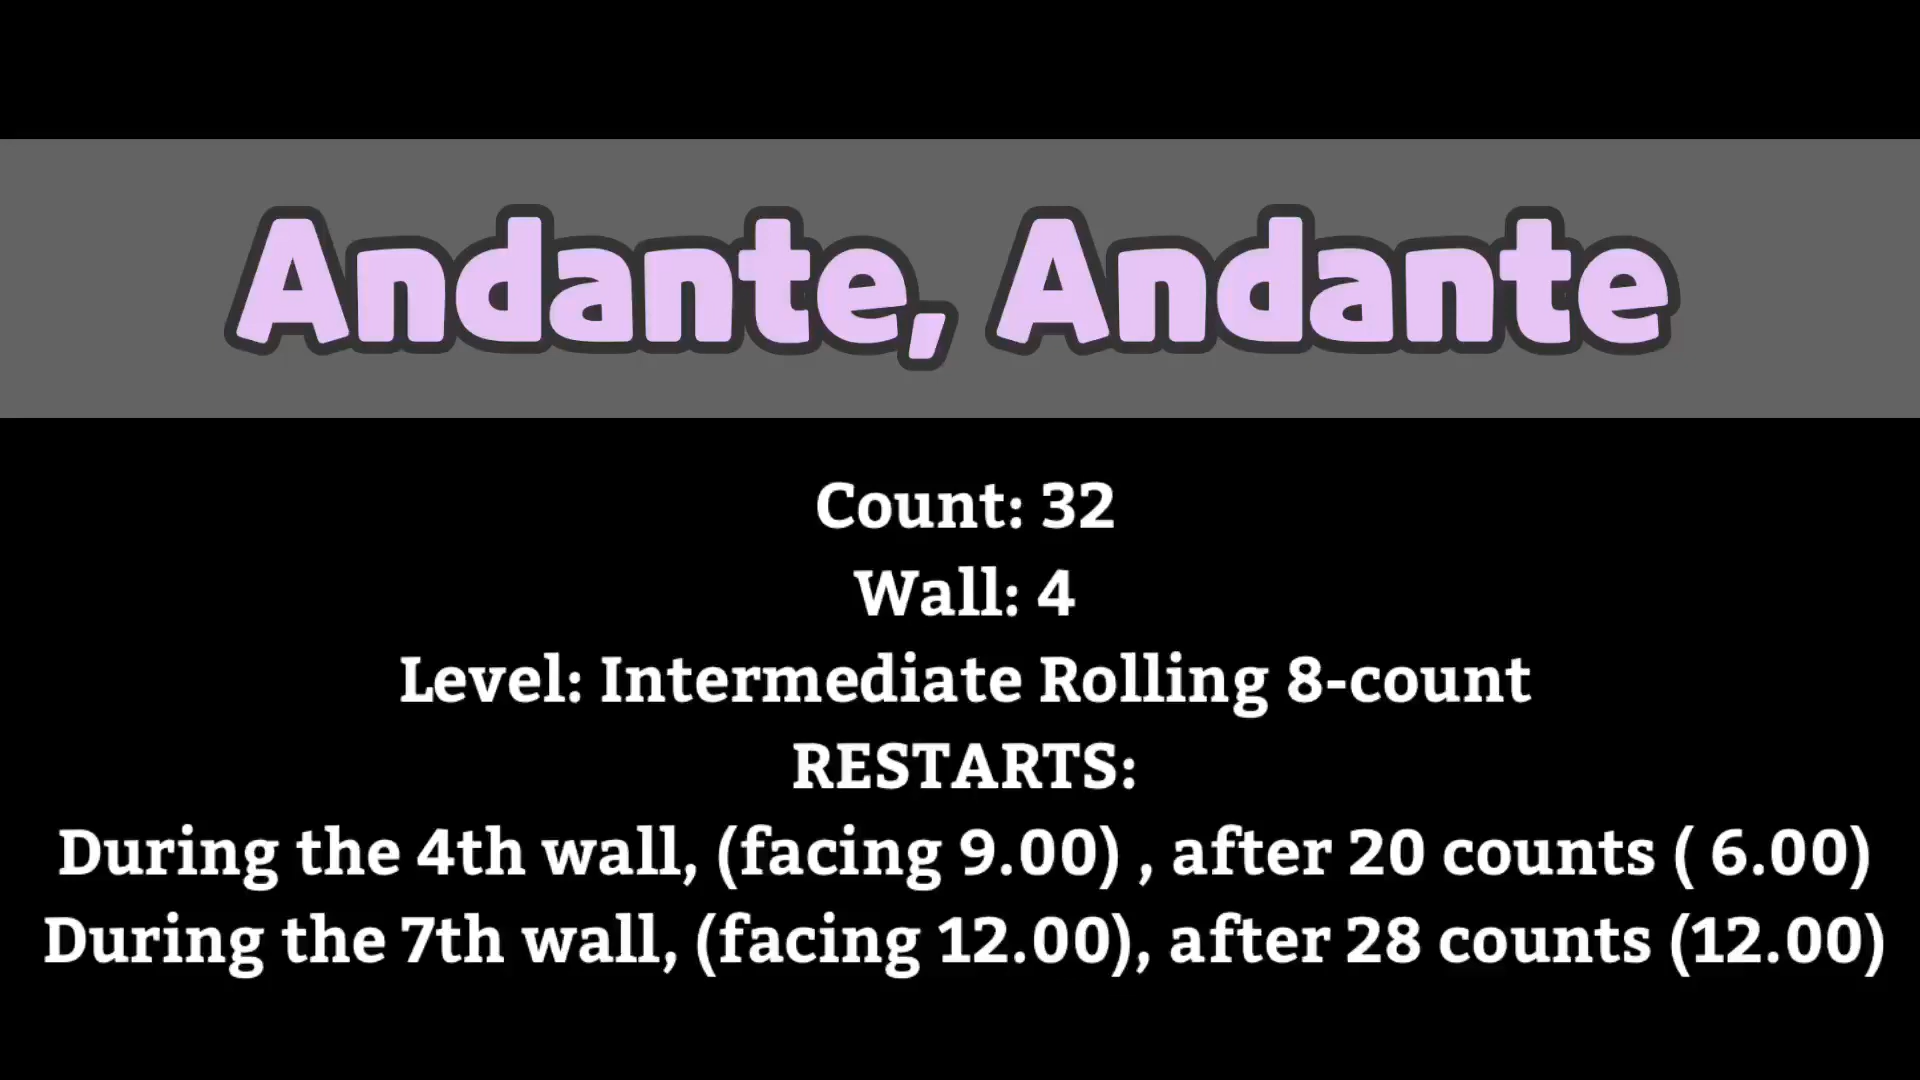 Andante, Andante
Count: 32
Wall: 4
Level: Intermediate Rolling 8-count
RESTARTS:
During the 4th wall, (facing 9.00) , after 20 counts ( 6.00)
During the 7th wall, (facing 12.00), after 28 counts (12.00)